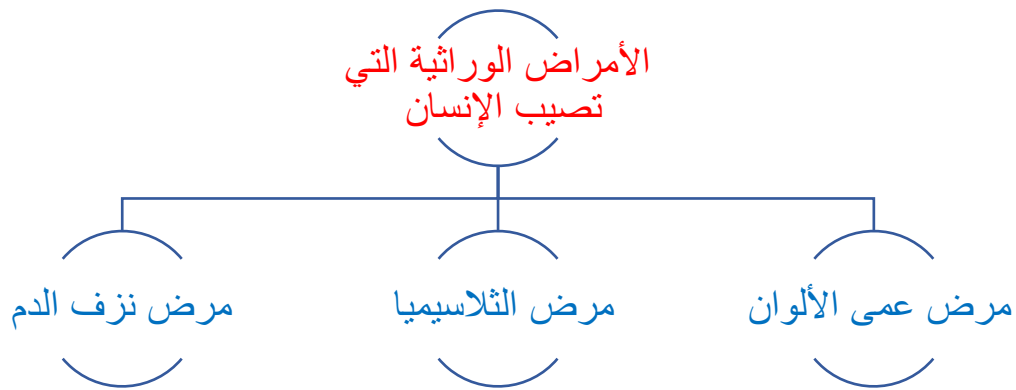 الأمراض الوراثية التي
تصيب الإنسان
مرض عمى الألوان
مرض الثلاسيميا
مرض نزف الدم